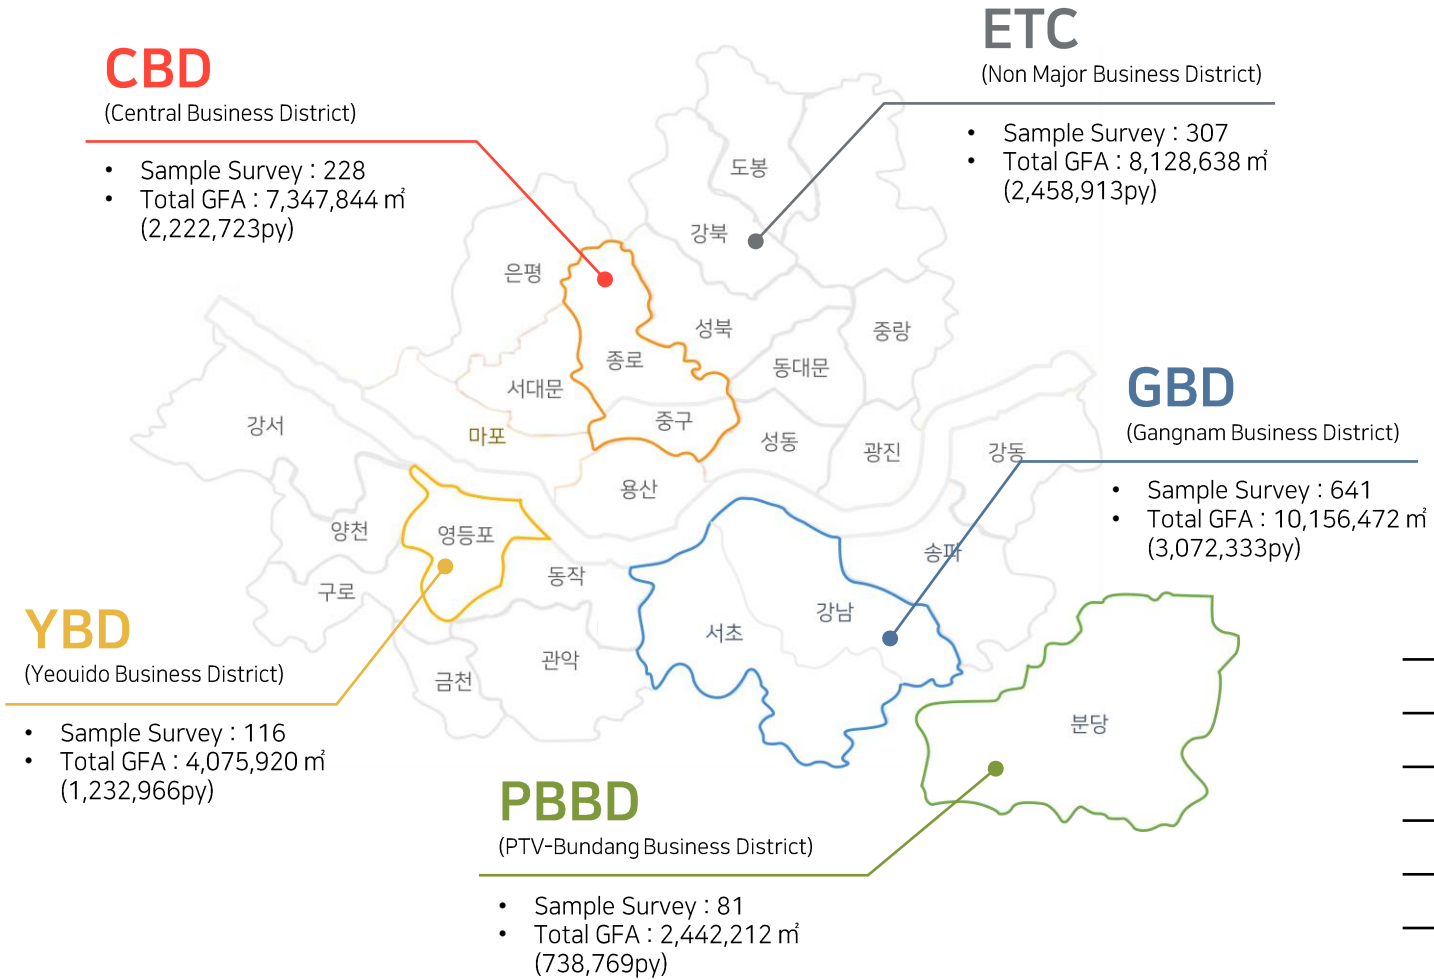 ETC
(Non Major Business District)
• Sample Survey : 307
• Total GFA : 8,128,638 ㎡
(2,458,913py)
CBD
(Central Business District)
• Sample Survey : 228
• Total GFA : 7,347,844 ㎡
(2,222,723py)
도봉
강북
은평
성북
중랑
종로
동대문
서대문
강서
마포
중구
성동
광진
강동
용산
양천
영등포
송파
동작
구로
강남
서초
관악
금천
분당
GBD
(Gangnam Business District)
• Sample Survey : 641
• Total GFA : 10,156,472 ㎡
(3,072,333py)
YBD
(Yeouido Business District)
• Sample Survey : 116
• Total GFA : 4,075,920 ㎡
(1,232,966py)
PBBD
(PTV-Bundang Business District)
• Sample Survey : 81
• Total GFA : 2,442,212 ㎡
(738,769py)